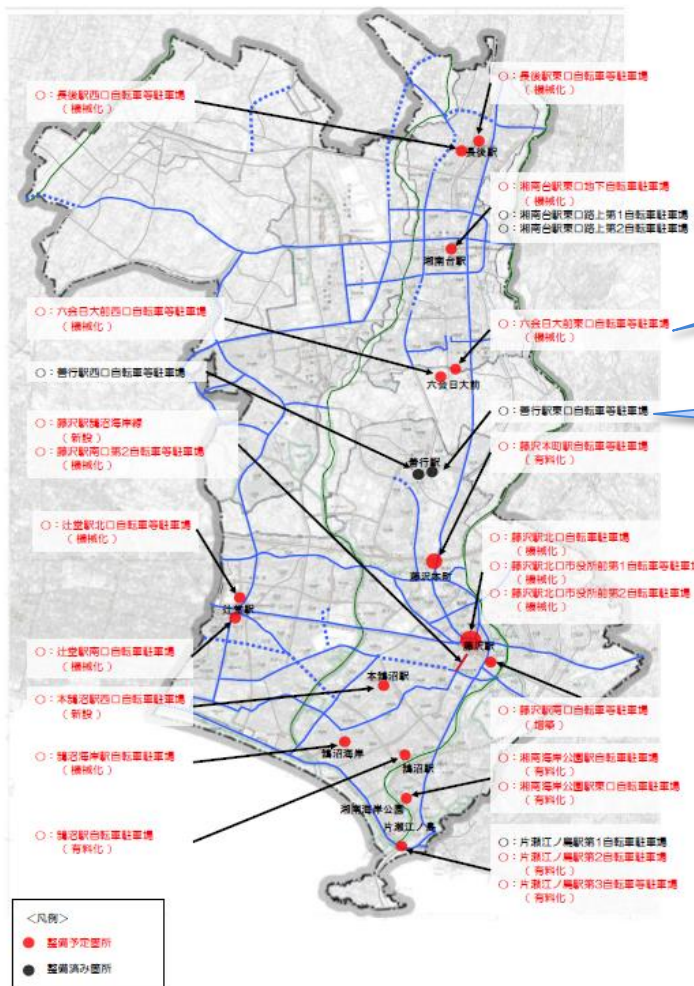 ○：長後駅西口自転車等駐車場
（機械化）
○：長後駅東口自転車等駐車場
（機械化）
長後駅
○：湘南台駅東口地下自転車駐車場
（機械化）
○：湘南台駅東口路上第1自転車駐車場
○：湘南台駅東口路上第2自転車駐車場
湘南台駅
○：六会日大前西口自転車等駐車場
（機械化）
○：六会日大前東口自転車等駐車場
（機械化）
六会日大前
○：善行駅西口自転車等駐車場
○：善行駅東口自転車等駐車場
善行駅
○：藤沢駅鵠沼海岸線
（新設）
○：藤沢駅南口第2自転車等駐車場
（機械化）
○：藤沢本町駅自転車等駐車場
（有料化）
藤沢本町
○：辻堂駅北口自転車等駐車場
（機械化）
○：藤沢駅北口自転車駐車場
（機械化）
○：藤沢駅北口市役所前第1自転車等駐車場
（機械化）
○：藤沢駅北口市役所前第2自転車駐車場
（機械化）
辻堂駅
藤沢駅
○：辻堂駅南口自転車等駐車場
（機械化）
本鵠沼駅
○：本鵠沼駅西口自転車駐車場
（新設）
○：藤沢駅南口自転車等駐車場
（増築）
○：鵠沼海岸駅自転車駐車場
（機械化）
鵠沼海岸
鵠沼駅
○：湘南海岸公園駅自転車駐車場
（有料化）
○：湘南海岸公園駅東口自転車駐車場
（有料化）
湘南海岸公園
○：鵠沼駅自転車駐車場
（有料化）
片瀬江ノ島
○：片瀬江ノ島駅第1自転車駐車場
○：片瀬江ノ島駅第2自転車駐車場
（有料化）
○：片瀬江ノ島駅第3自転車等駐車場
（有料化）
＜凡例＞
整備予定箇所
整備済み箇所